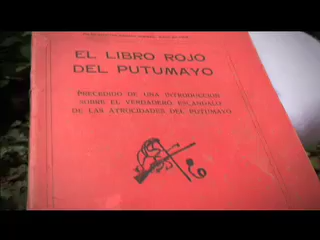 EL LIBRO ROJO
DEL PUTUMAYO
PRECEDIDO DE UNA INTRODUCCION
SOBRE EL VERDADERO ESCANDALO
DE LAS ATROCIDADES DEL PUTUMAYO